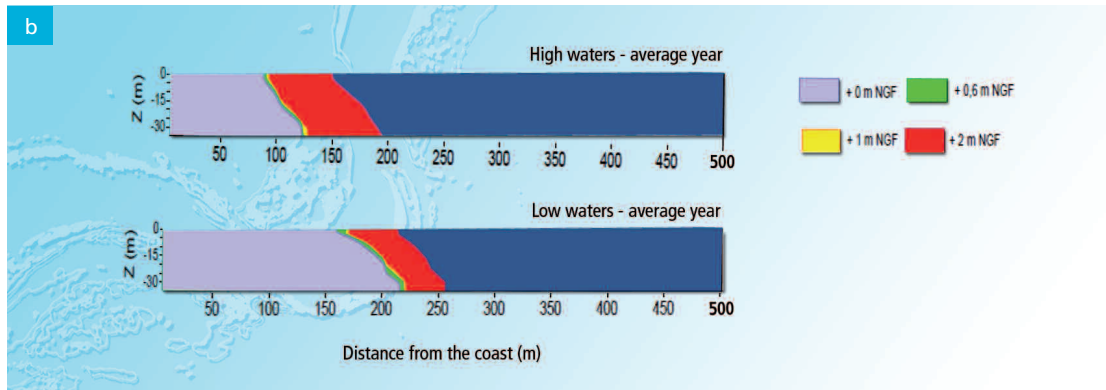 b
High waters - average year
0
-15
-30
Z (m)
50 100 150 200 250 300 350 400 450 500
+ 0 m NGF + 0,6 m NGF
+ 1 m NGF + 2 m NGF
Low waters - average year
0
-15
-30
Z (m)
50 100 150 200 250 300 350 400 450 500
Distance from the coast (m)